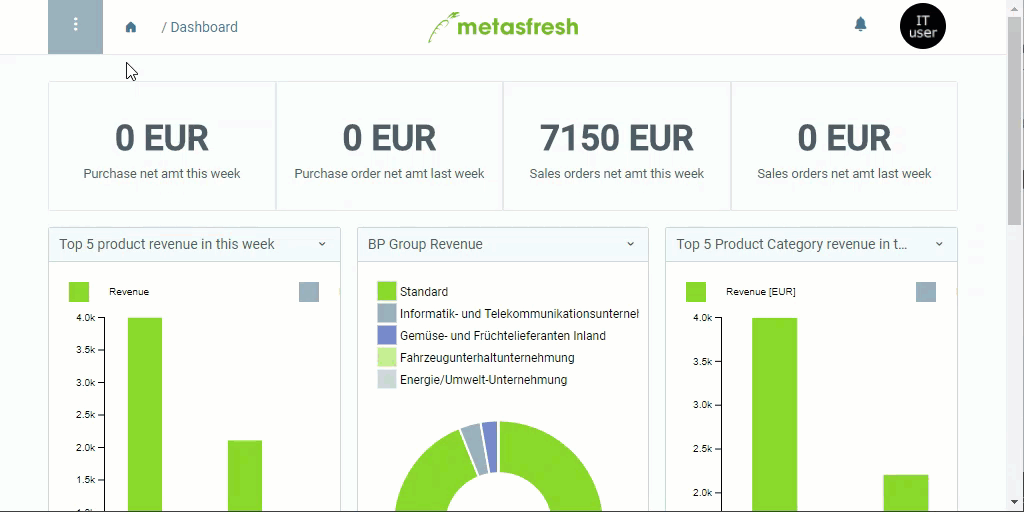 / Dashboard
metasfresh
IT
user
0 EUR
Purchase net amt this week
0 EUR
Purchase order net amt last week
7150 EUR
Sales orders net amt this week
0 EUR
Sales orders net amt last week
Top 5 product revenue in this week
Revenue
4.0k
3.5k
3.0k
2.5k
2.0k
1.5k
BP Group Revenue
Standard
Informatik- und Telekommunikationsunterneh
Gemüse- und Früchtelieferanten Inland
Fahrzeugunterhaltunternehmung
Energie/Umwelt-Unternehmung
Top 5 Product Category revenue in t...
Revenue [EUR]
4.0k
3.5k
3.0k
2.5k
2.0k